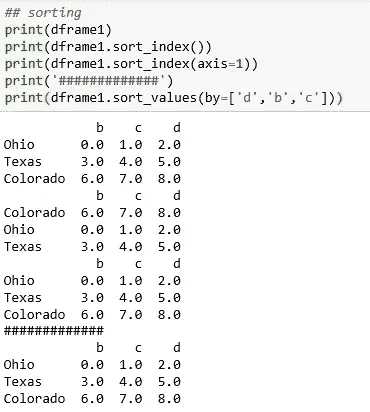 ## sorting
print(dframe1)
print(dframe1.sort_index())
print(dframe1.sort_index(axis=1))
print('#############')
print(dframe1.sort_values(by=['d','b','c']))
b c d
Ohio 0.0 1.0 2.0
Texas 3.0 4.0 5.0
Colorado 6.0 7.0 8.0
b c d
Colorado 6.0 7.0 8.0
Ohio 0.0 1.0 2.0
Texas 3.0 4.0 5.0
b c d
Ohio 0.0 1.0 2.0
Texas 3.0 4.0 5.0
Colorado 6.0 7.0 8.0
#############
b c d
Ohio 0.0 1.0 2.0
Texas 3.0 4.0 5.0
Colorado 6.0 7.0 8.0